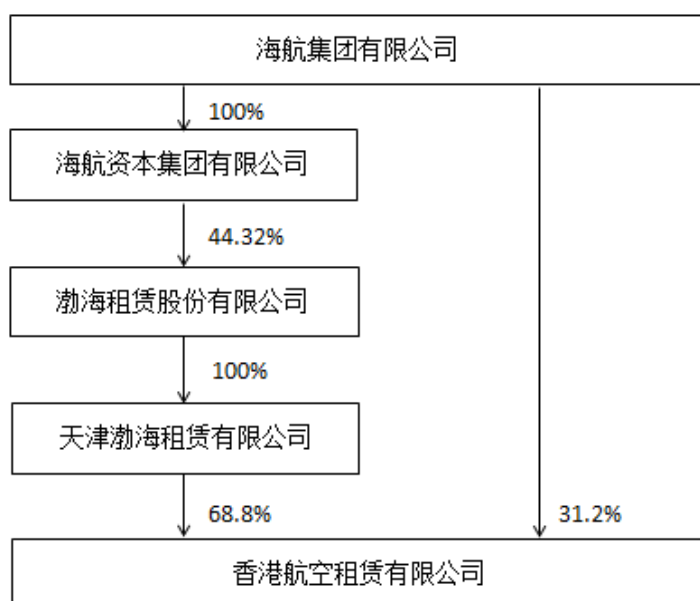 海航集团有限公司
100%
海航资本集团有限公司
44.32%
渤海租赁股份有限公司
100%
天津渤海租赁有限公司
68.8%
31.2%
香港航空租赁有限公司